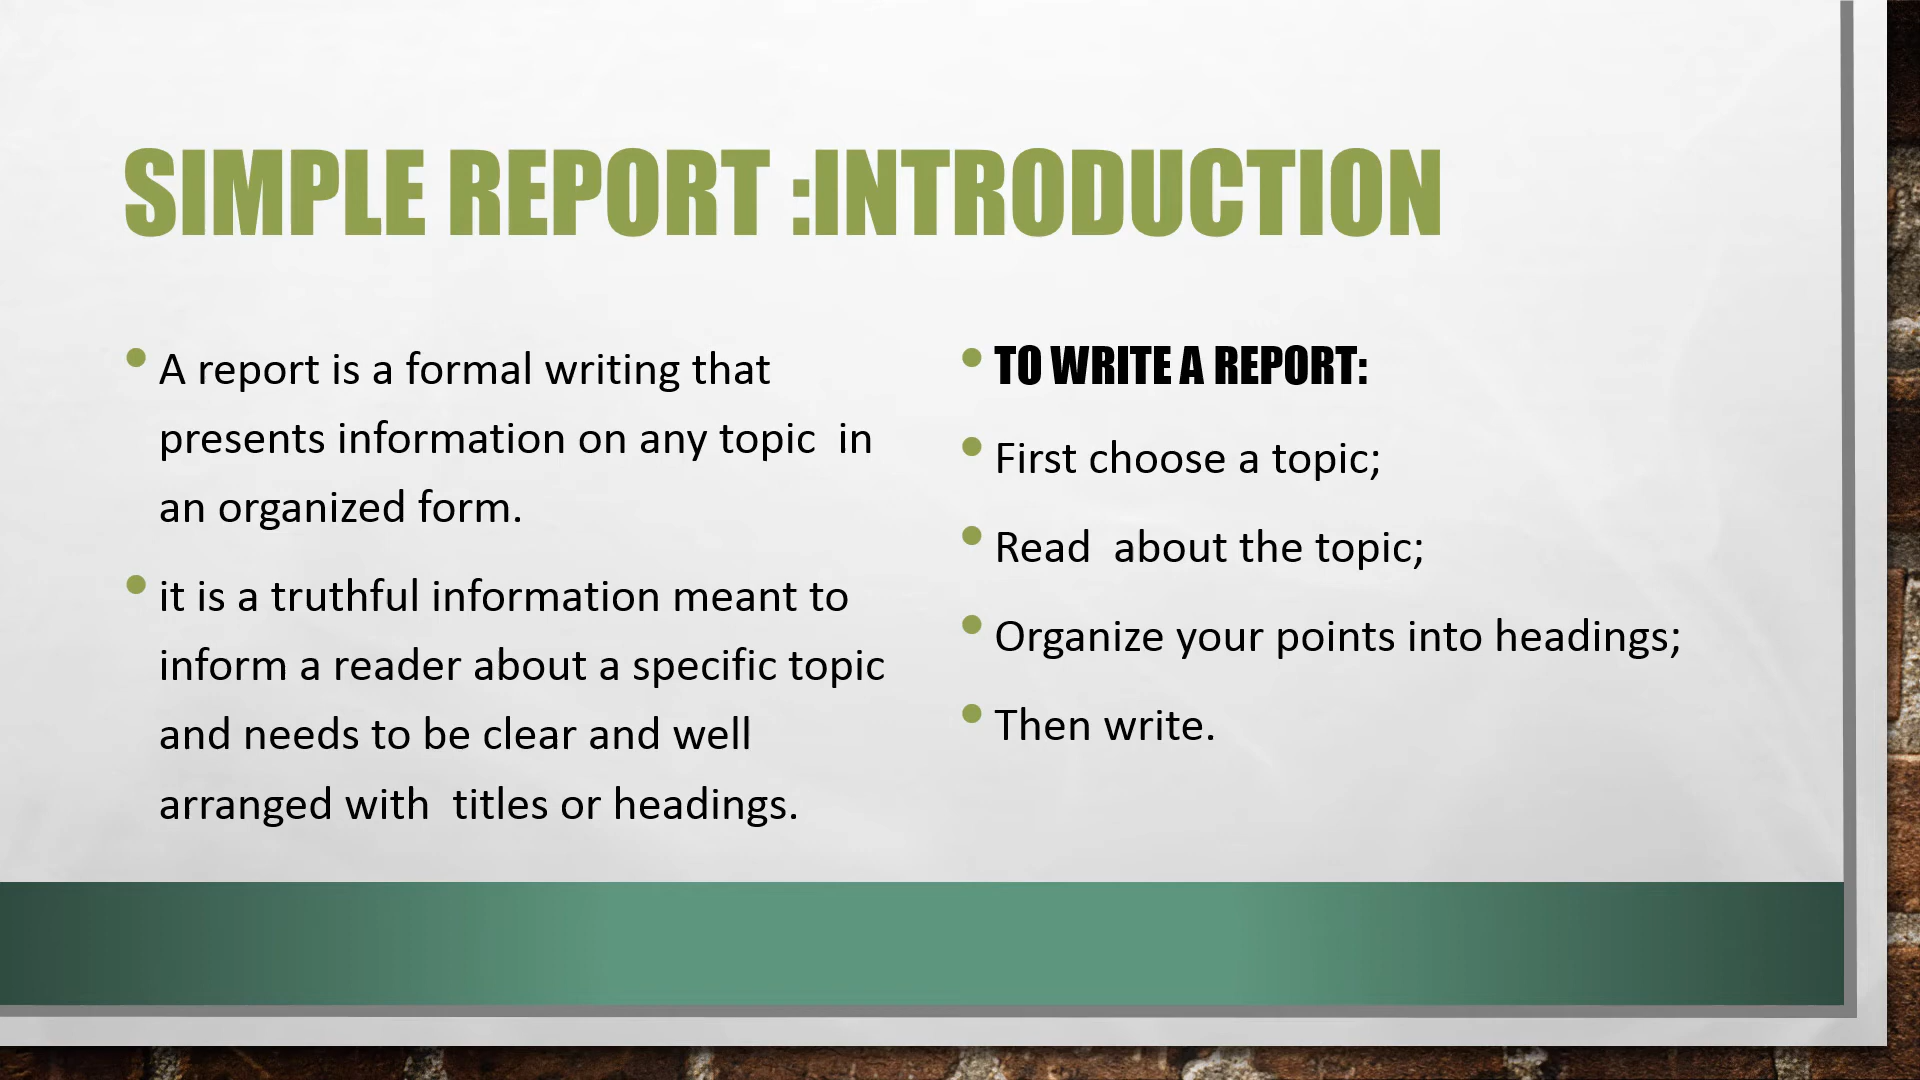 SIMPLE REPORT :INTRODUCTION
A report is a formal writing that
presents information on any topic  in
an organized form.
it is a truthful information meant to
inform a reader about a specific topic
and needs to be clear and well
arranged with  titles or headings.
TO WRITE A REPORT:
First choose a topic;
Read  about the topic;
Organize your points into headings;
Then write.